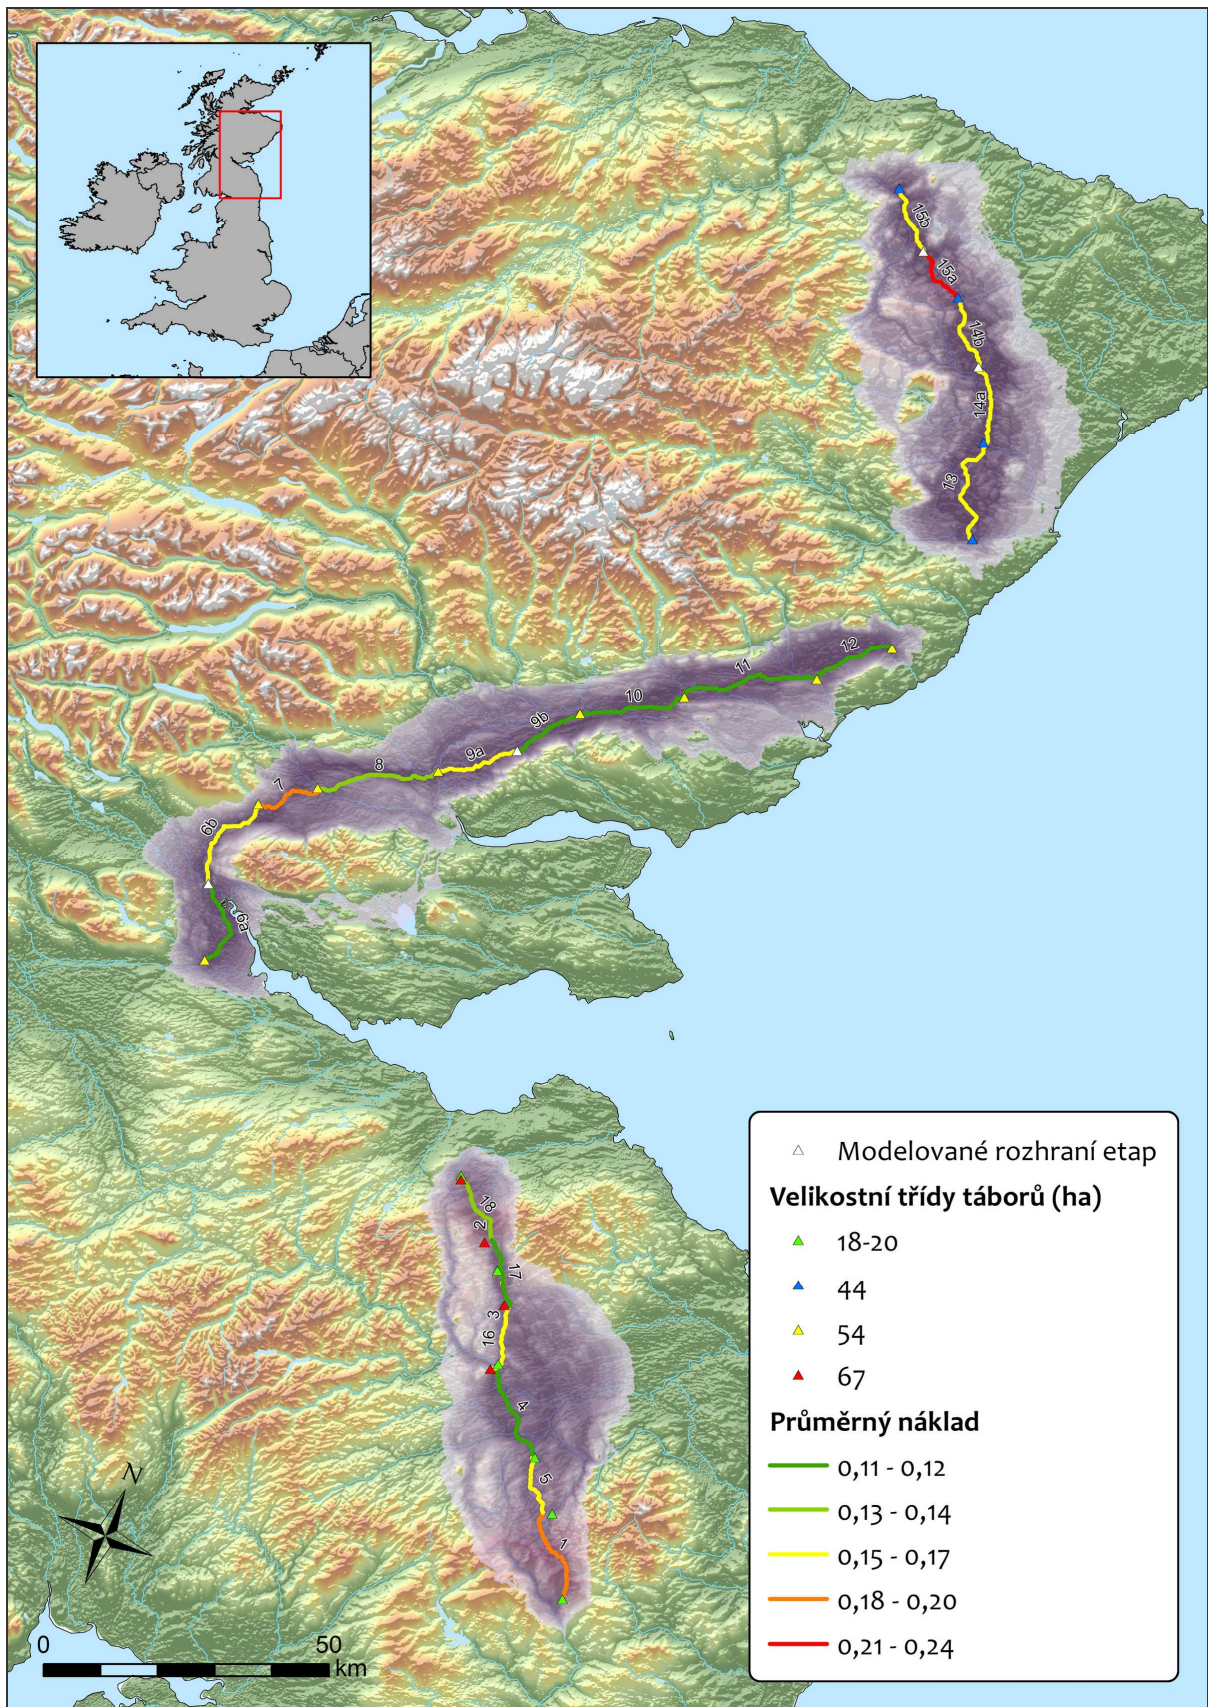 15b
15a
14b
14a
13
12
11
10
9b
9a
8
7
6b
6a
18
2
17
3
16
4
5
1
Modelované rozhraní etap
Velikostní třídy táborů (ha)
18-20
44
54
67
Průměrný náklad
0,11 - 0,12
0,13 - 0,14
0,15 - 0,17
0,18 - 0,20
0,21 - 0,24
N
0 50
km